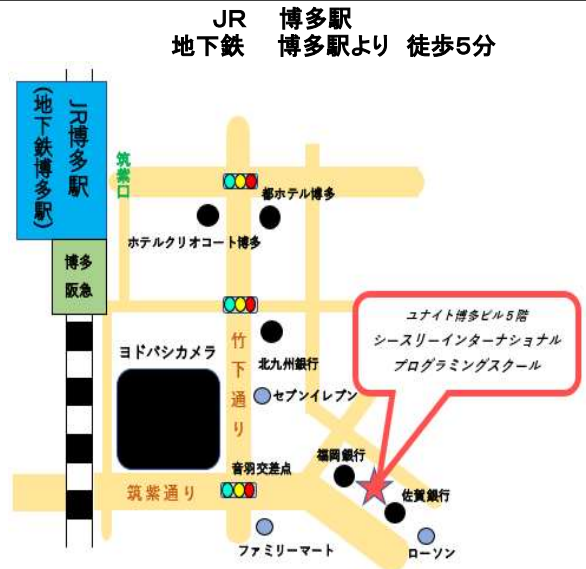 JR 博多駅
地下鉄 博多駅より 徒歩5分
JR博多駅
(地下鉄博多駅)
筑紫口
都ホテル博多
ホテルクリオコート博多
博多
阪急
ユナイト博多ビル5階
シースリーインターナショナル
プログラミングスクール
ヨドバシカメラ
竹下通り
北九州銀行
セブンイレブン
音羽交差点
福岡銀行
筑紫通り
佐賀銀行
ファミリーマート
ローソン